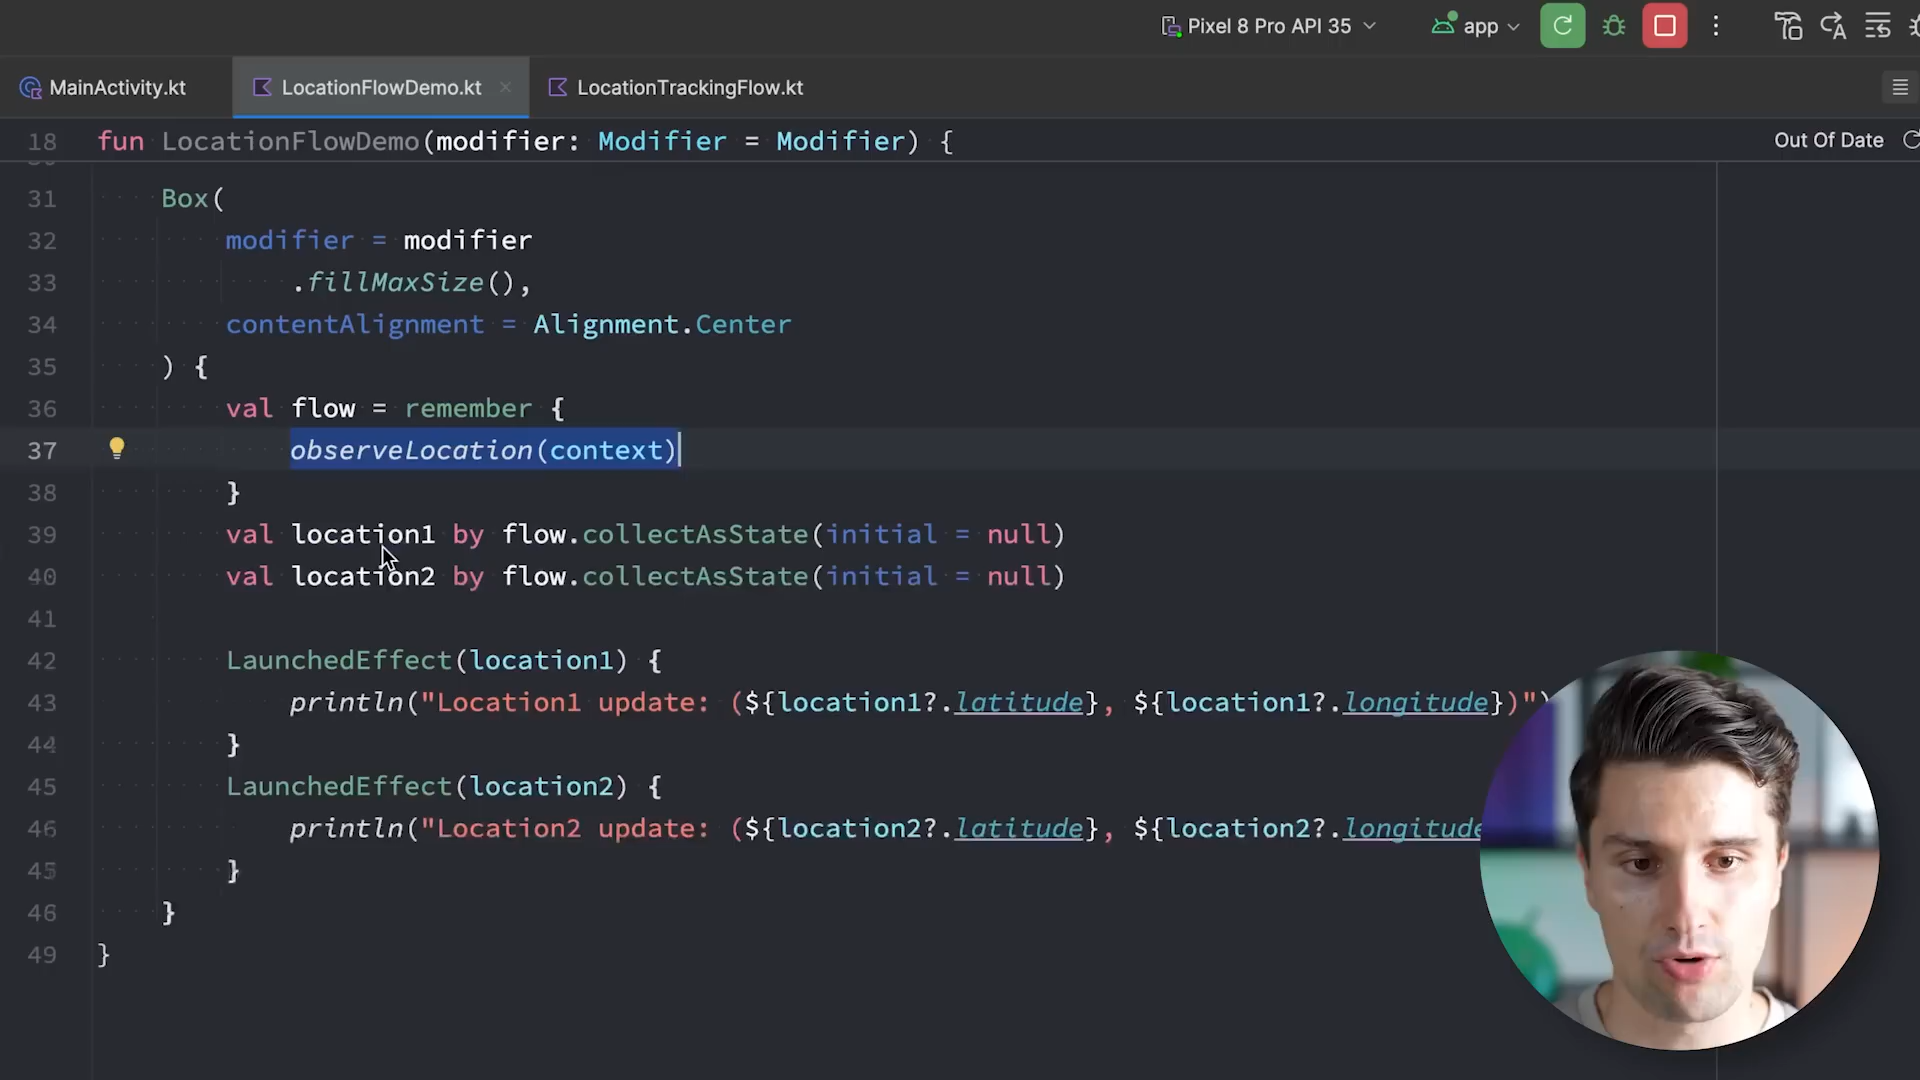 Pixel 8 Pro API 35
app
MainActivity.kt
LocationFlowDemo.kt
LocationTrackingFlow.kt
18 fun LocationFlowDemo(modifier: Modifier = Modifier) {
Out Of Date
31 Box(
32 modifier = modifier
33 .fillMaxSize(),
34 contentAlignment = Alignment.Center
35 ) {
36 val flow = remember {
37 observeLocation(context)
38 }
39 val location1 by flow.collectAsState(initial = null)
40 val location2 by flow.collectAsState(initial = null)
41
42 LaunchedEffect(location1) {
43 println("Location1 update: (${location1?.latitude}, ${location1?.longitude})")
44 }
45 LaunchedEffect(location2) {
46 println("Location2 update: (${location2?.latitude}, ${location2?.longitude
45 }
46 }
49 }